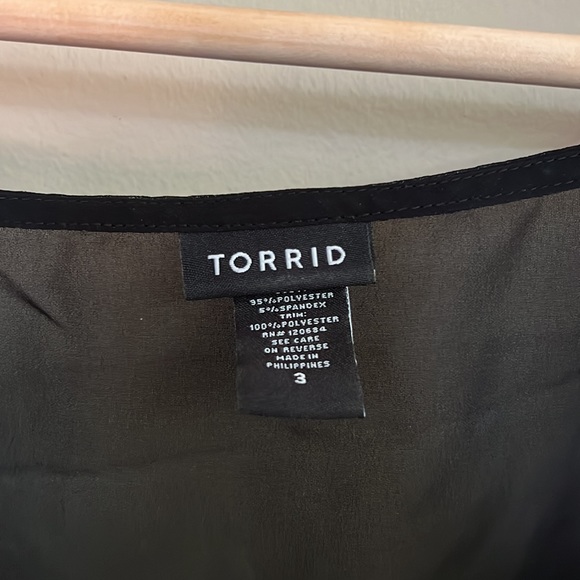 TORRID
95%POLYESTER
5%SPANDEX
TRIM:
100%POLYESTER
RN# 120684
SEE CARE
ON REVERSE
MADE IN
PHILIPPINES
3